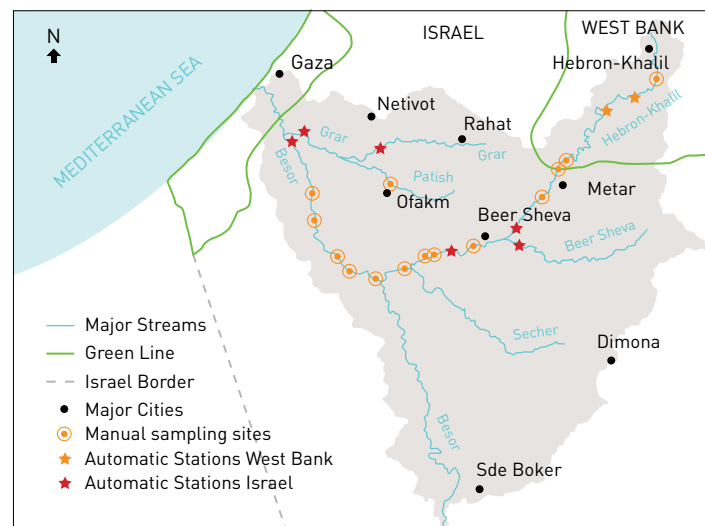 N
MEDITERRANEAN SEA
ISRAEL
WEST BANK
Gaza
Hebron-Khalil
Netivot
Hebron-Khalil
Grar
Rahat
Grar
Besor
Patish
Ofakm
Metar
Beer Sheva
Beer Sheva
Secher
Dimona
Besor
Sde Boker
Major Streams
Green Line
Israel Border
Major Cities
Manual sampling sites
Automatic Stations West Bank
Automatic Stations Israel